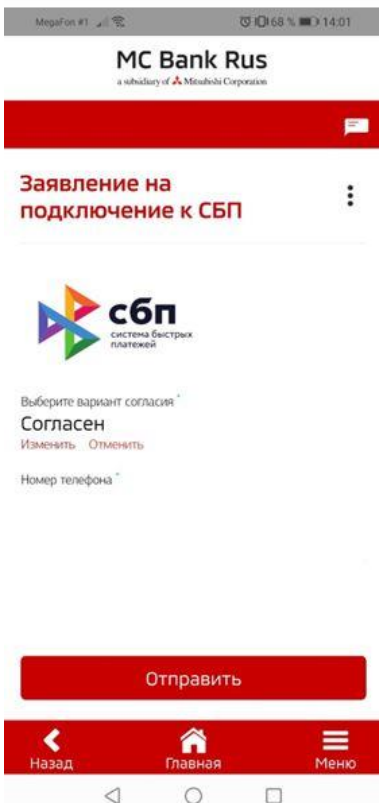 MegaFon #1 68 % 14:01
MC Bank Rus
a subsidiary of Mitsubishi Corporation
Заявление на
подключение к СБП
сбп
система быстрых
платежей
Выберите вариант согласия *
Согласен
Изменить Отменить
Номер телефона *
Отправить
Назад Главная Меню